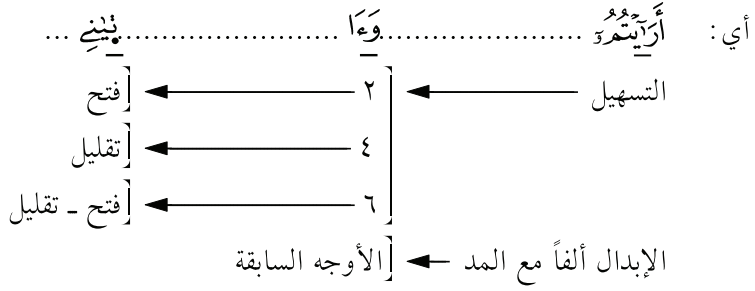 أي : أَرَٰۤيْتُمُۥٓ ............................ وَءَا ............................ تۭيٰنِے ...
التسهيل ٢ فتح
٤ تقليل
٦ فتح - تقليل
الإبدال ألفاً مع المد الأوجه السابقة